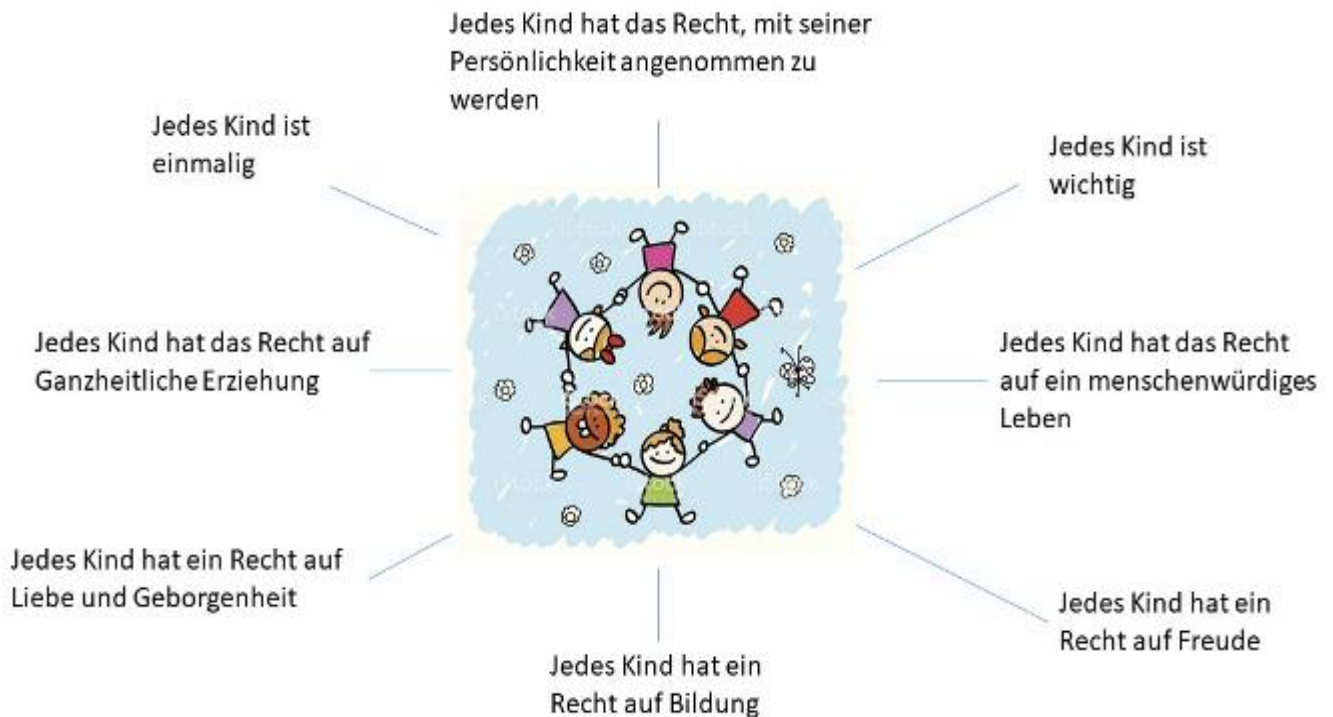 Jedes Kind hat das Recht, mit seiner
Persönlichkeit angenommen zu
werden
Jedes Kind ist
einmalig
Jedes Kind ist
wichtig
Jedes Kind hat das Recht auf
Ganzheitliche Erziehung
Jedes Kind hat das Recht
auf ein menschenwürdiges
Leben
Jedes Kind hat ein Recht auf
Liebe und Geborgenheit
Jedes Kind hat ein
Recht auf Freude
Jedes Kind hat ein
Recht auf Bildung